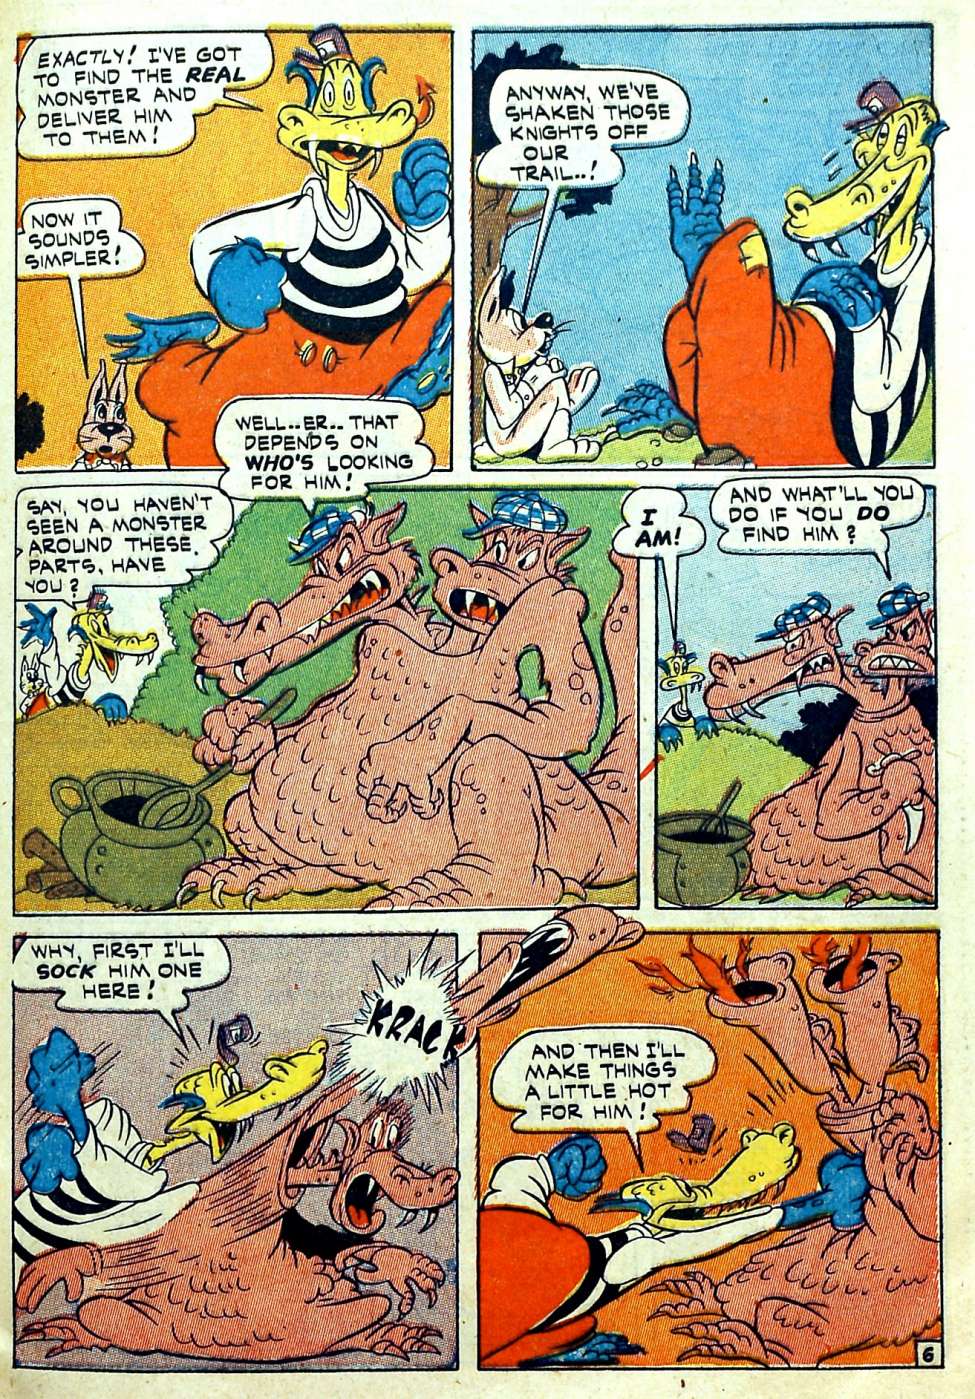 EXACTLY! I'VE GOT
TO FIND THE REAL
MONSTER AND
DELIVER HIM
TO THEM!
NOW IT
SOUNDS
SIMPLER!
ANYWAY, WE'VE
SHAKEN THOSE
KNIGHTS OFF
OUR
TRAIL..!
SAY, YOU HAVEN'T
SEEN A MONSTER
AROUND THESE
PARTS, HAVE
YOU?
WELL..ER.. THAT
DEPENDS ON
WHO'S LOOKING
FOR HIM!
I
AM!
AND WHAT'LL YOU
DO IF YOU DO
FIND HIM?
WHY, FIRST I'LL
SOCK HIM ONE
HERE!
KRACK
AND THEN I'LL
MAKE THINGS
A LITTLE HOT
FOR HIM!
6